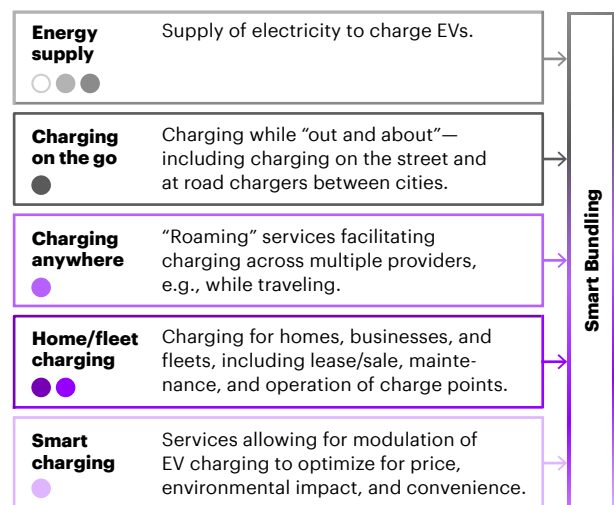 Energy
supply
Supply of electricity to charge EVs.
Charging
on the go
Charging while “out and about”—
including charging on the street and
at road chargers between cities.
Charging
anywhere
“Roaming” services facilitating
charging across multiple providers,
e.g., while traveling.
Home/fleet
charging
Charging for homes, businesses, and
fleets, including lease/sale, mainte-
nance, and operation of charge points.
Smart
charging
Services allowing for modulation of
EV charging to optimize for price,
environmental impact, and convenience.
Smart Bundling